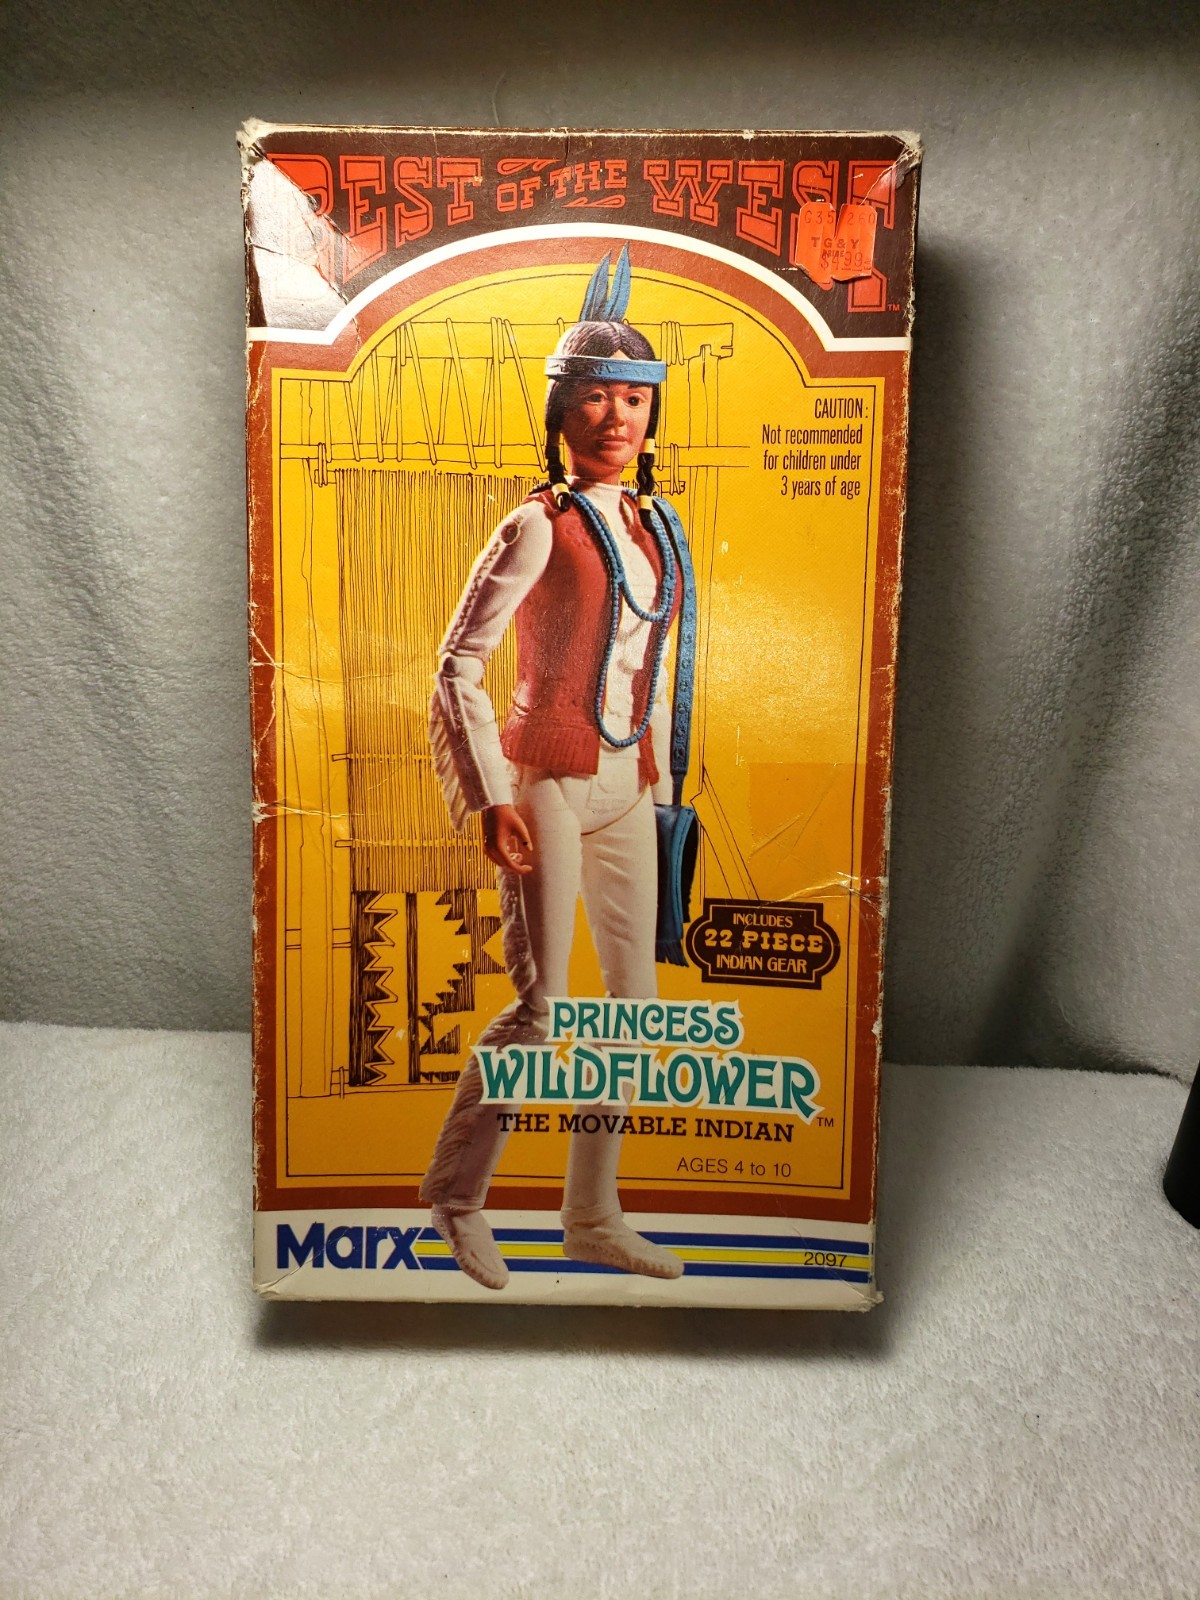 BEST OF THE WEST
TG&Y
TM
CAUTION:
Not recommended
for children under
3 years of age
INCLUDES
22 PIECE
INDIAN GEAR
PRINCESS
WILDFLOWER
TM
THE MOVABLE INDIAN
AGES 4 to 10
Marx
2097